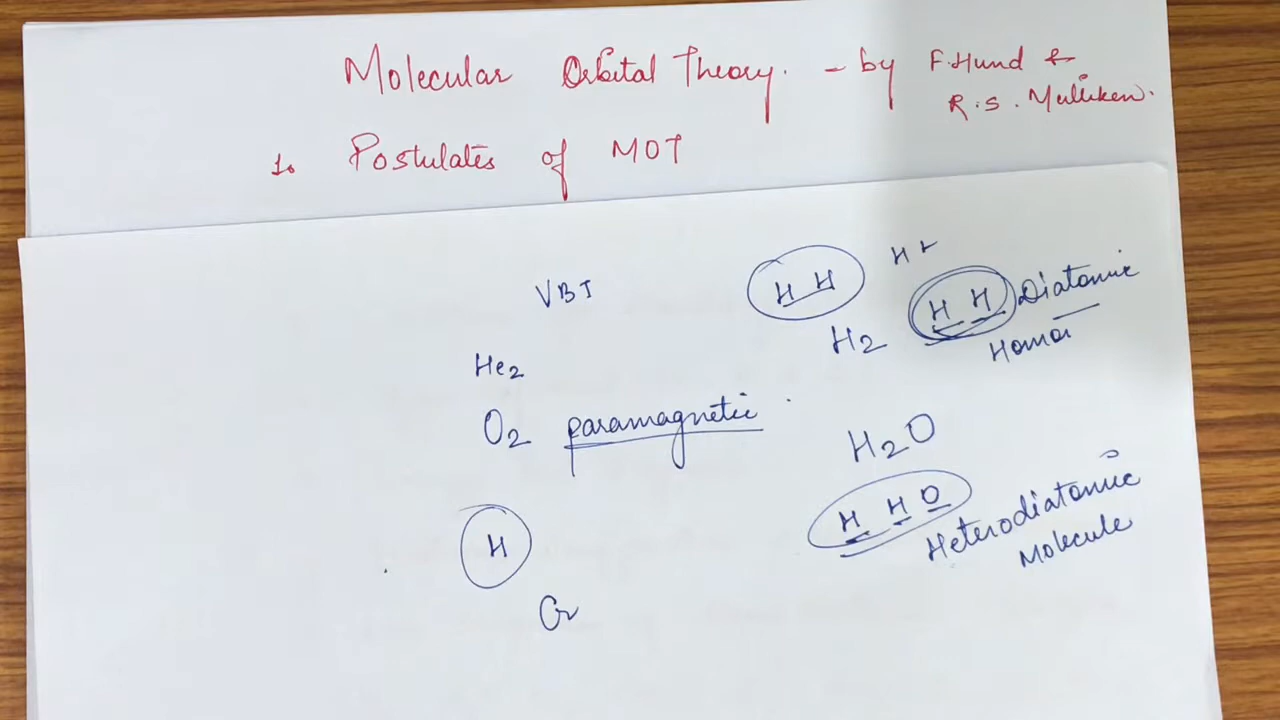 Molecular Orbital Theory. - by F. Hund &
R.S. Mulliken.
1. Postulates of MOT
VBT
H H
H r
H H Diatomic
H2
Homo
He2
O2 paramagnetic
H2O
H H O
Heterodiatomic
Molecule
H
Cr